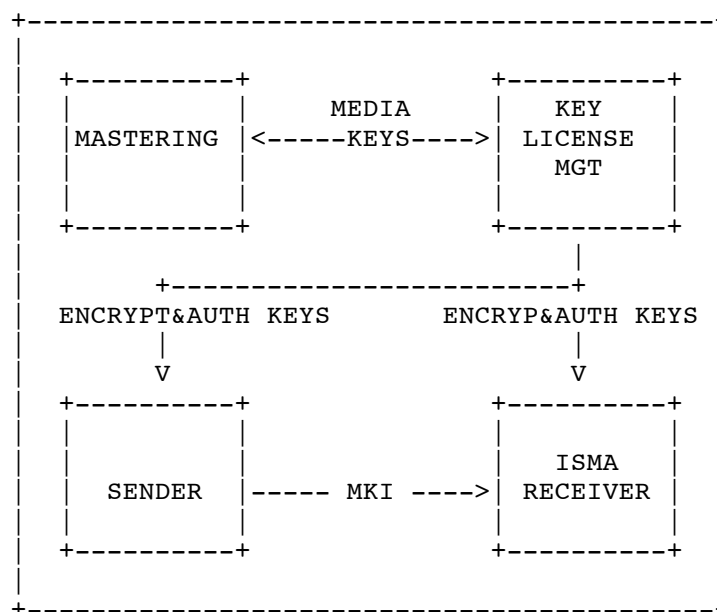 MEDIA KEY
MASTERING <-----KEYS----> LICENSE
MGT
ENCRYPT&AUTH KEYS ENCRYP&AUTH KEYS
V V
ISMA
SENDER ----- MKI ----> RECEIVER